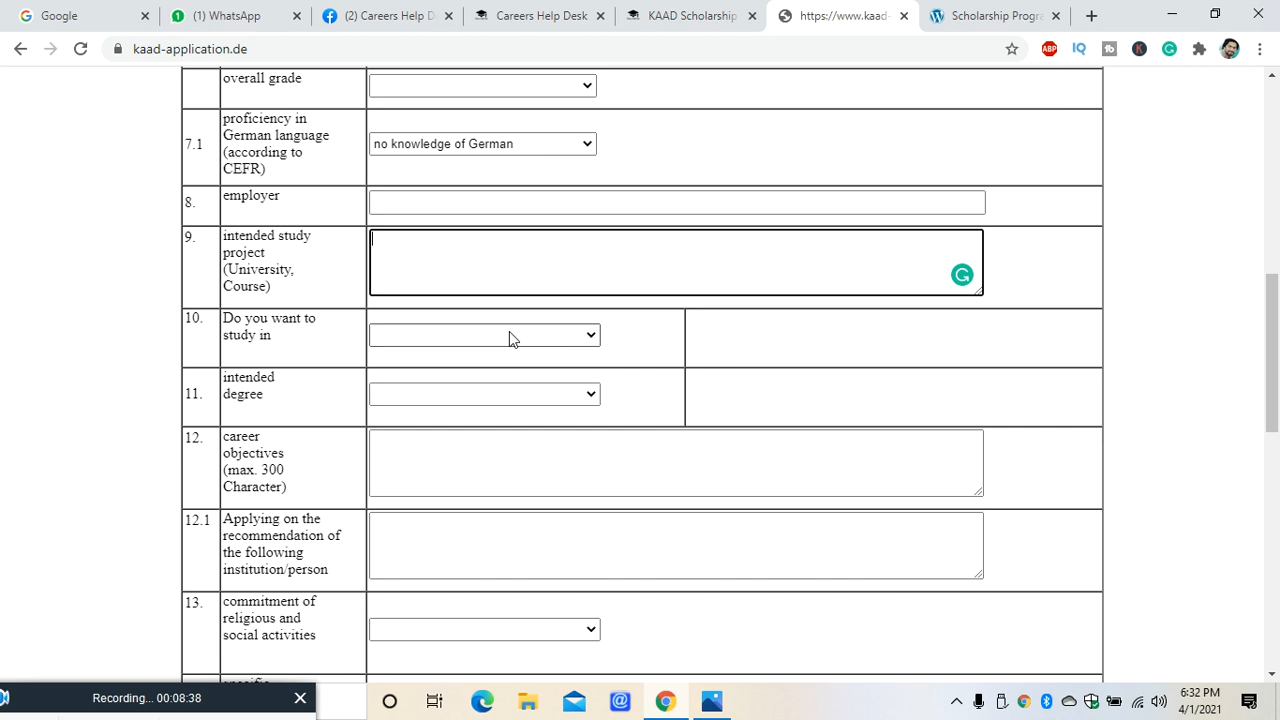 Google
(1) WhatsApp
(2) Careers Help D
Careers Help Desk
KAAD Scholarship
https://www.kaad-
Scholarship Progra
kaad-application.de
overall grade
7.1
proficiency in
German language
(according to
CEFR)
no knowledge of German
8.
employer
9.
intended study
project
(University,
Course)
10.
Do you want to
study in
11.
intended
degree
12.
career
objectives
(max. 300
Character)
12.1
Applying on the
recommendation of
the following
institution/person
13.
commitment of
religious and
social activities
Recording... 00:08:38
6:32 PM
4/1/2021